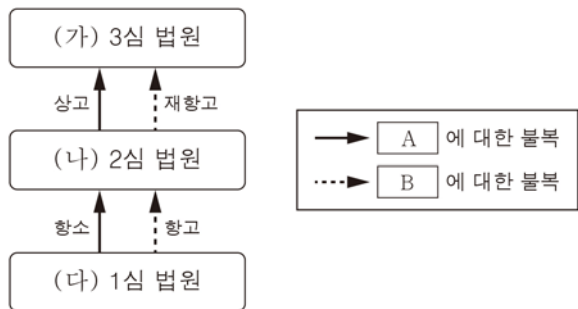 (가) 3심 법원
상고
재항고
(나) 2심 법원
항소
항고
(다) 1심 법원
A 에 대한 불복
B 에 대한 불복